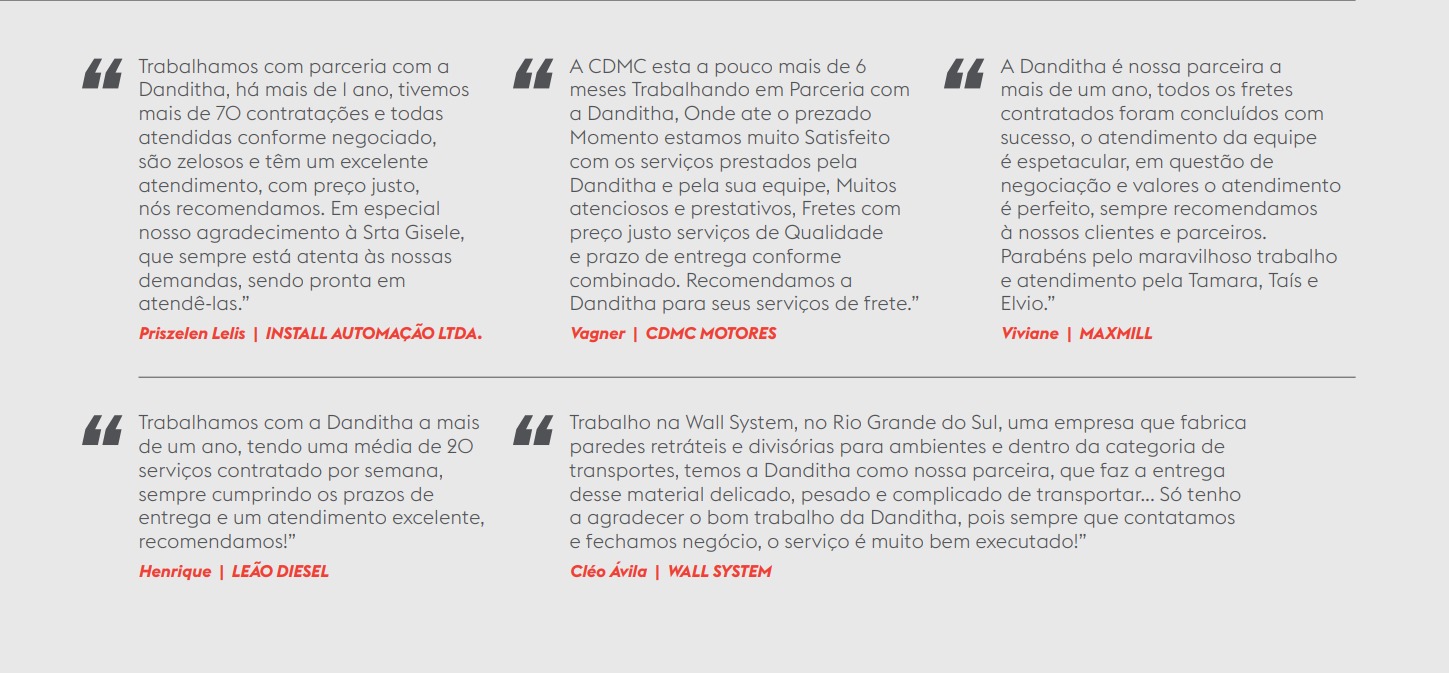 “ Trabalhamos com parceria com a
Danditha, há mais de 1 ano, tivemos
mais de 70 contratações e todas
atendidas conforme negociado,
são zelosos e têm um excelente
atendimento, com preço justo,
nós recomendamos. Em especial
nosso agradecimento à Srta Gisele,
que sempre está atenta às nossas
demandas, sendo pronta em
atendê-las.”
Priszelen Lelis | INSTALL AUTOMAÇÃO LTDA.
“ A CDMC esta a pouco mais de 6
meses Trabalhando em Parceria com
a Danditha, Onde ate o prezado
Momento estamos muito Satisfeito
com os serviços prestados pela
Danditha e pela sua equipe, Muitos
atenciosos e prestativos, Fretes com
preço justo serviços de Qualidade
e prazo de entrega conforme
combinado. Recomendamos a
Danditha para seus serviços de frete.”
Vagner | CDMC MOTORES
“ A Danditha é nossa parceira a
mais de um ano, todos os fretes
contratados foram concluídos com
sucesso, o atendimento da equipe
é espetacular, em questão de
negociação e valores o atendimento
é perfeito, sempre recomendamos
à nossos clientes e parceiros.
Parabéns pelo maravilhoso trabalho
e atendimento pela Tamara, Taís e
Elvio.”
Viviane | MAXMILL
“ Trabalhamos com a Danditha a mais
de um ano, tendo uma média de 20
serviços contratado por semana,
sempre cumprindo os prazos de
entrega e um atendimento excelente,
recomendamos!”
Henrique | LEÃO DIESEL
“ Trabalho na Wall System, no Rio Grande do Sul, uma empresa que fabrica
paredes retráteis e divisórias para ambientes e dentro da categoria de
transportes, temos a Danditha como nossa parceira, que faz a entrega
desse material delicado, pesado e complicado de transportar... Só tenho
a agradecer o bom trabalho da Danditha, pois sempre que contatamos
e fechamos negócio, o serviço é muito bem executado!”
Cléo Ávila | WALL SYSTEM